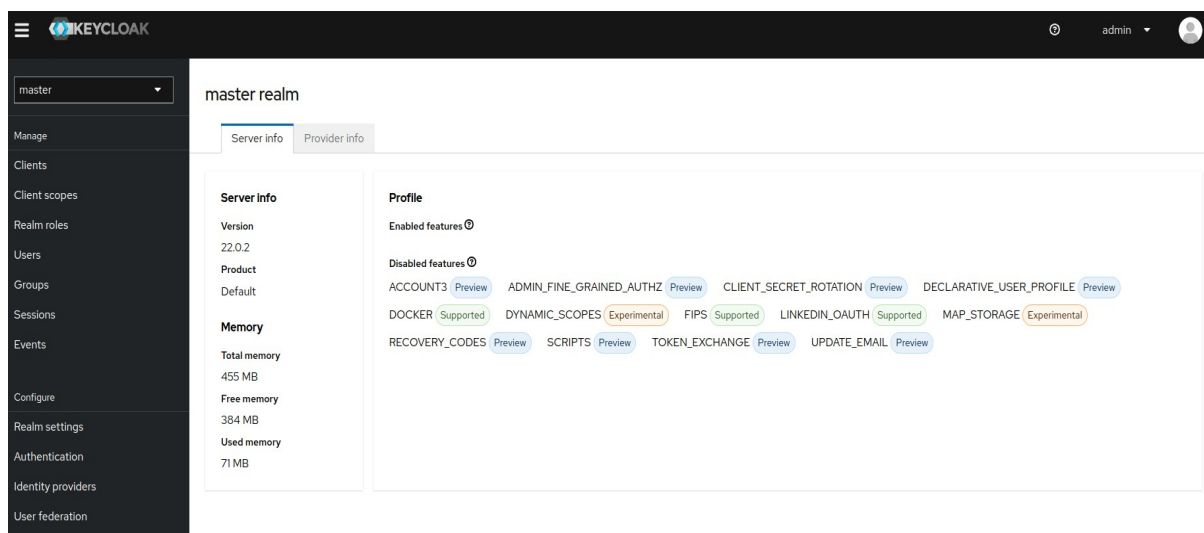 KEYCLOAK
admin
master
Manage
Clients
Client scopes
Realm roles
Users
Groups
Sessions
Events
Configure
Realm settings
Authentication
Identity providers
User federation
master realm
Server info Provider info
Server info
Version
22.0.2
Product
Default
Memory
Total memory
455 MB
Free memory
384 MB
Used memory
71 MB
Profile
Enabled features
Disabled features
ACCOUNT3 Preview ADMIN_FINE_GRAINED_AUTHZ Preview CLIENT_SECRET_ROTATION Preview DECLARATIVE_USER_PROFILE Preview
DOCKER Supported DYNAMIC_SCOPES Experimental FIPS Supported LINKEDIN_OAUTH Supported MAP_STORAGE Experimental
RECOVERY_CODES Preview SCRIPTS Preview TOKEN_EXCHANGE Preview UPDATE_EMAIL Preview